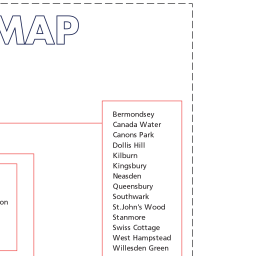 MAP
Bermondsey
Canada Water
Canons Park
Dollis Hill
Kilburn
Kingsbury
Neasden
Queensbury
on
Southwark
St.John's Wood
Stanmore
Swiss Cottage
West Hampstead
Willesden Green